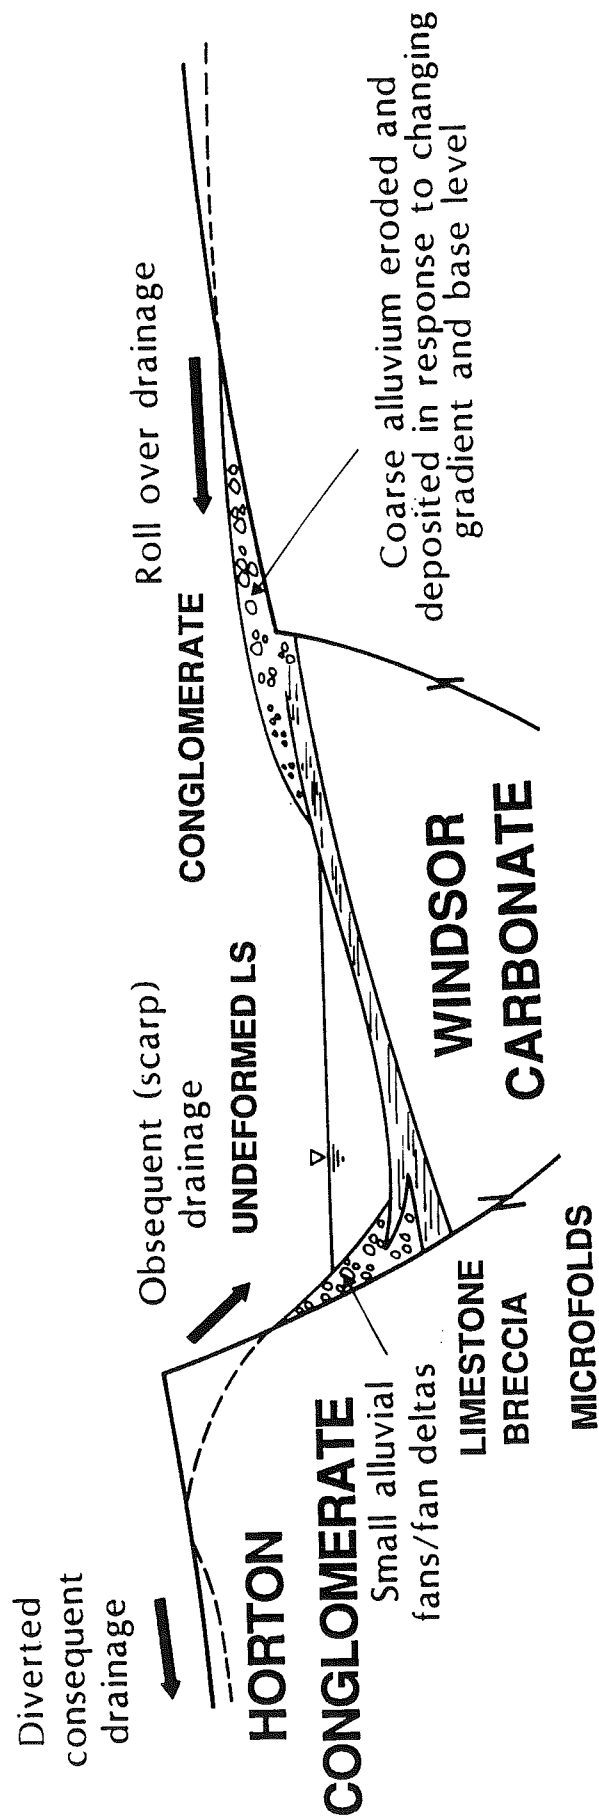 Diverted
consequent
drainage
HORTON
CONGLOMERATE
Small alluvial
fans/fan deltas
Obsequent (scarp)
drainage
UNDEFORMED LS
LIMESTONE
BRECCIA
MICROFOLDS
CONGLOMERATE
WINDSOR
CARBONATE
Roll over drainage
Coarse alluvium eroded and
deposited in response to changing
gradient and base level